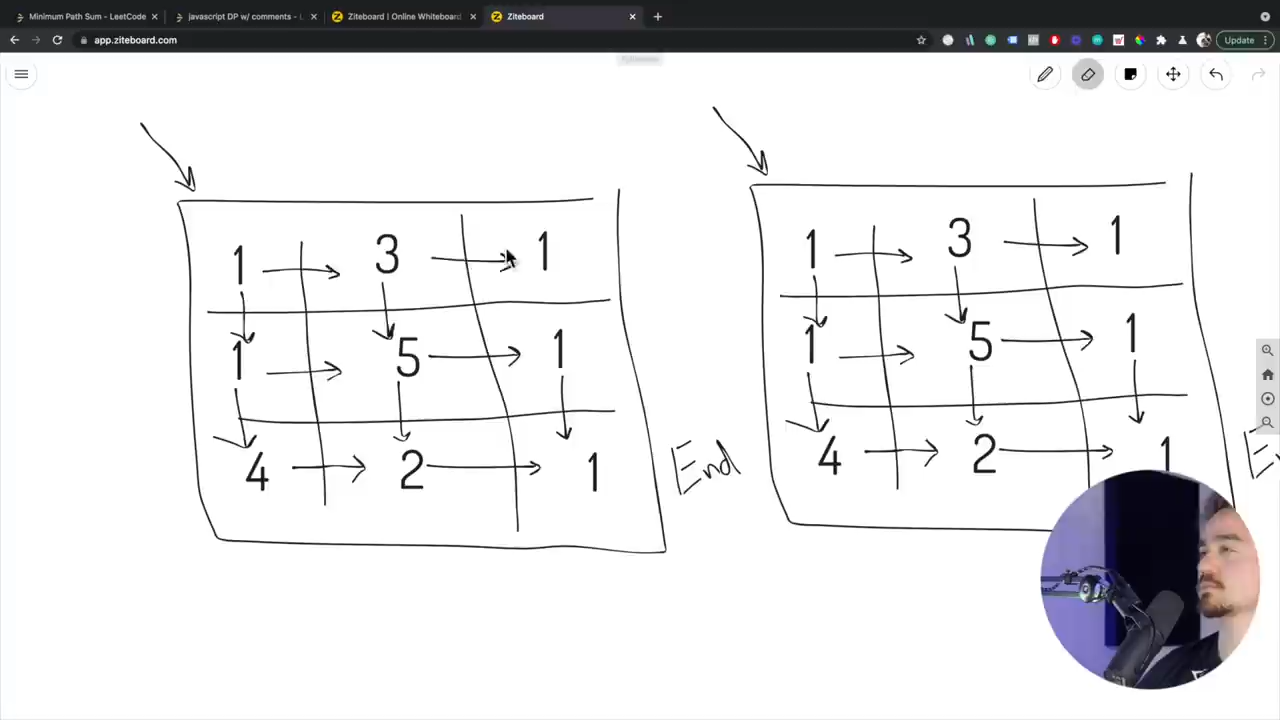 Minimum Path Sum - LeetCode
javascript DP w/ comments - L
Ziteboard | Online Whiteboard
Ziteboard
app.ziteboard.com
Update
1 3 1
1 5 1
4 2 1
End
1 3 1
1 5 1
4 2 1